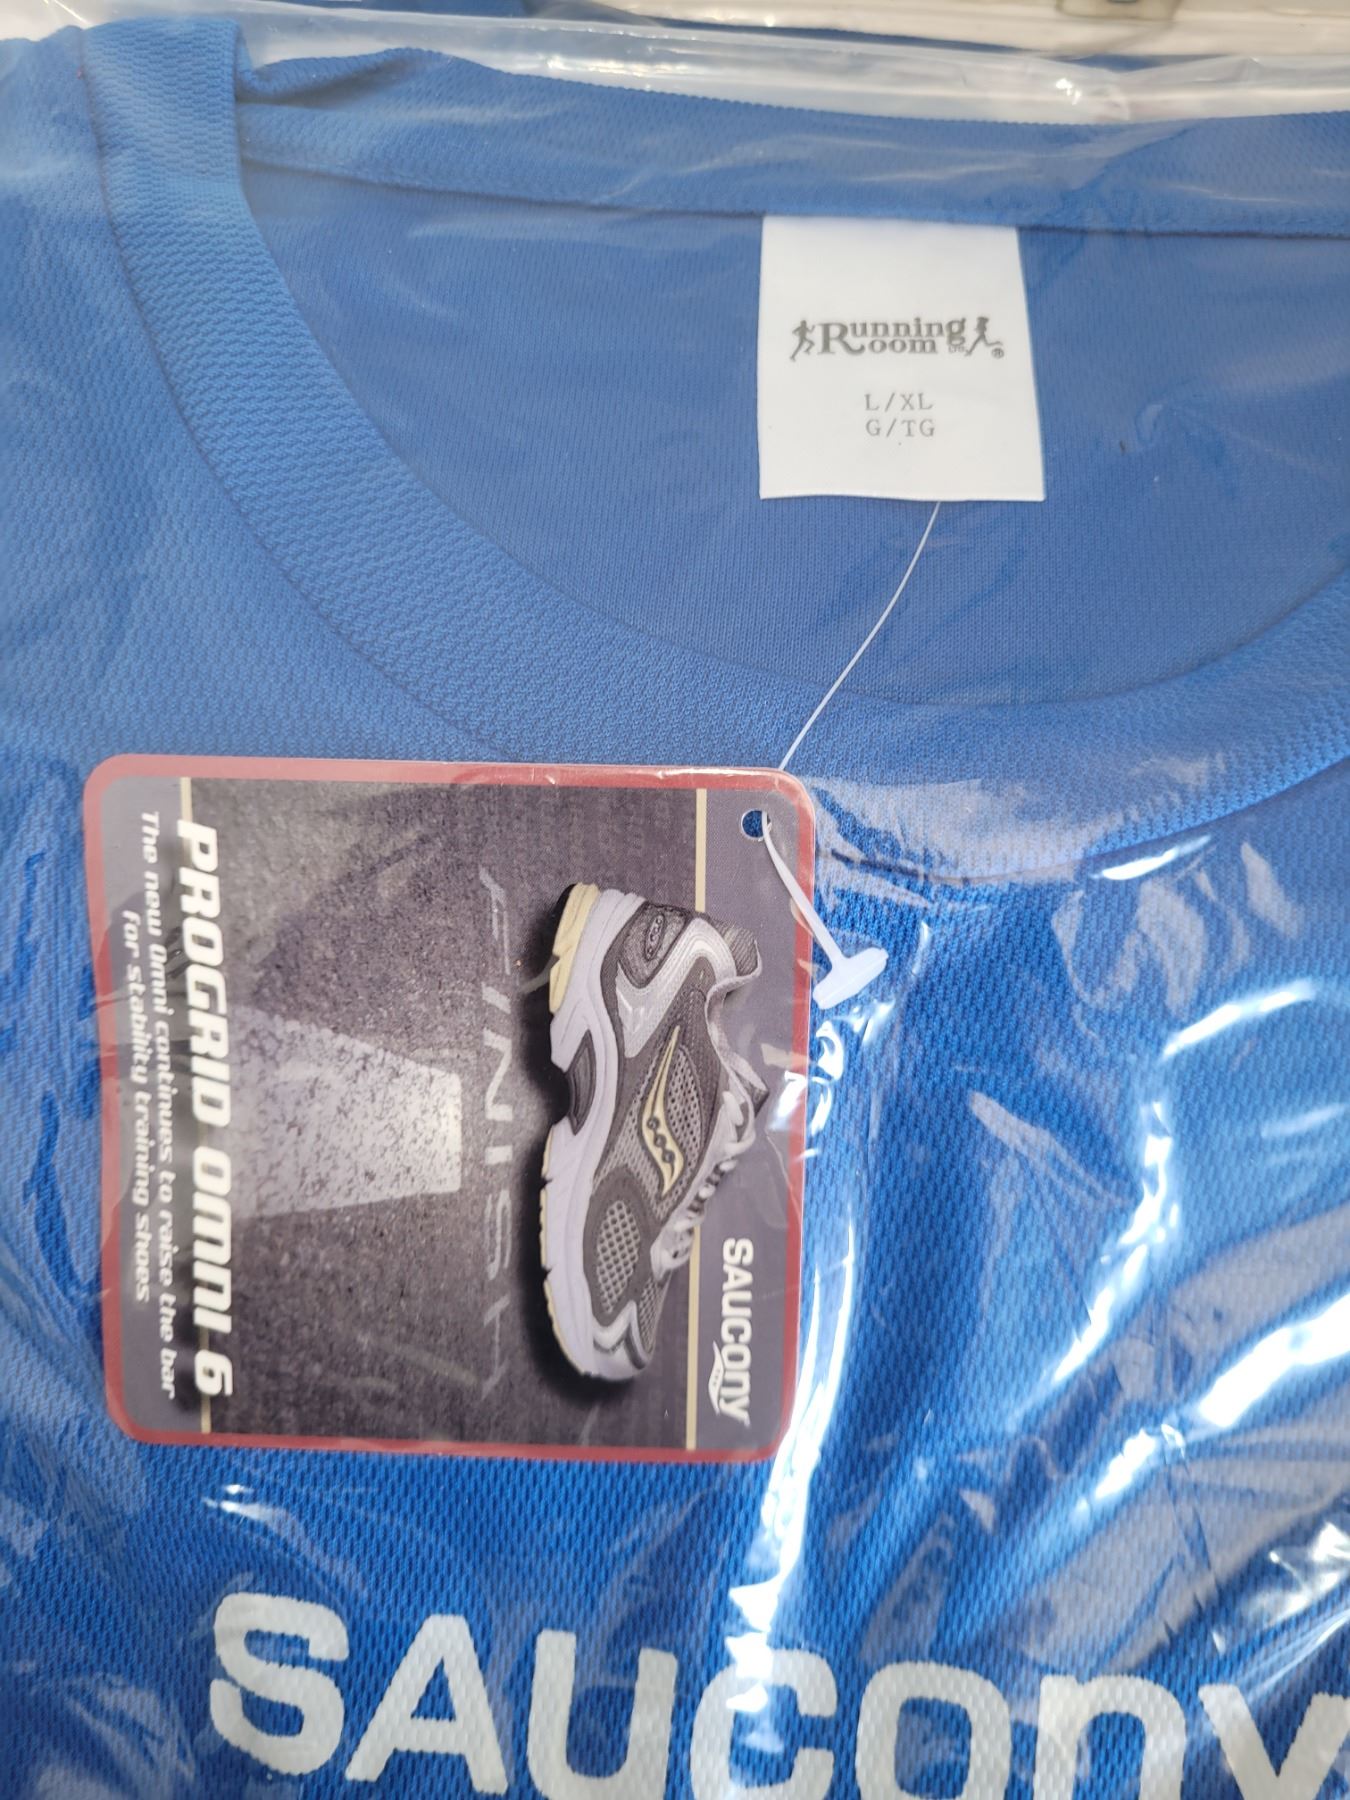 Running
Room LTD ®
L/XL
G/TG
SAUCONY
PROGRID OMNI 6
The new Omni continues to raise the bar
for stability training shoes
SAUCONY